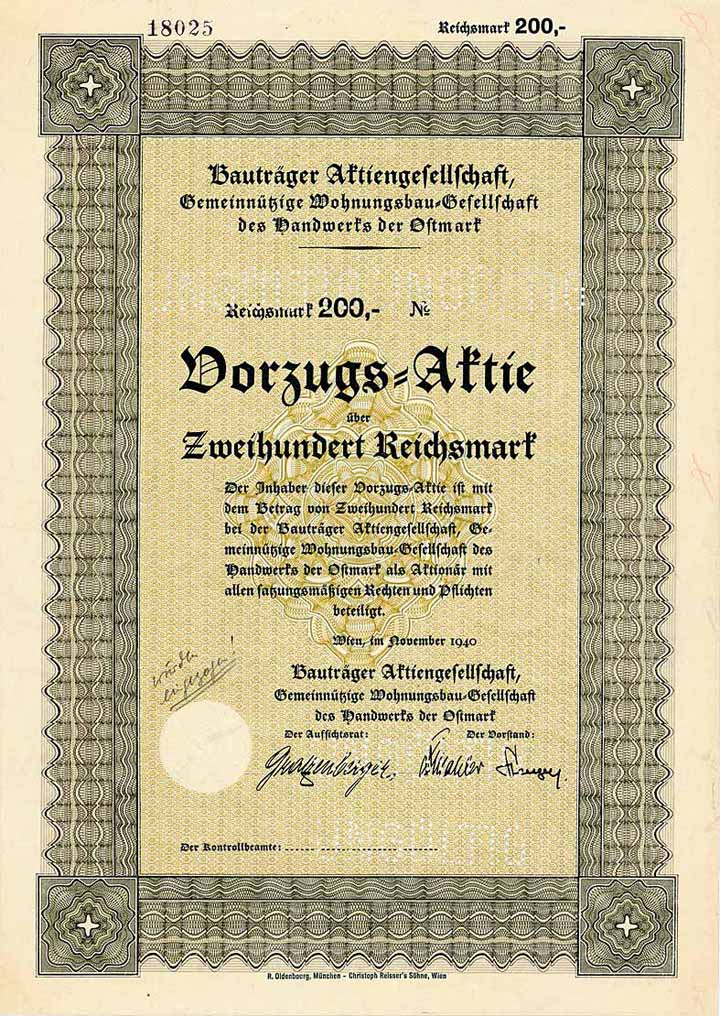 18025
Reichsmark 200,-
Bauträger Aktiengesellschaft,
Gemeinnützige Wohnungsbau-Gesellschaft
des Handwerks der Ostmark
Reichsmark 200,- №
Vorzugs-Aktie
über
Zweihundert Reichsmark
Der Inhaber dieser Vorzugs-Aktie ist mit
dem Betrag von Zweihundert Reichsmark
bei der Bauträger Aktiengesellschaft, Ge-
meinnützige Wohnungsbau-Gesellschaft des
Handwerks der Ostmark als Aktionär mit
allen satzungsmäßigen Rechten und Pflichten
beteiligt.
Wien, im November 1940
wurden
eingezogen!
Bauträger Aktiengesellschaft,
Gemeinnützige Wohnungsbau-Gesellschaft
des Handwerks der Ostmark
Der Aufsichtsrat: Der Vorstand:
UNGÜLTIG
Der Kontrollbeamte:
R. Oldenbourg, München - Christoph Reisser's Söhne, Wien